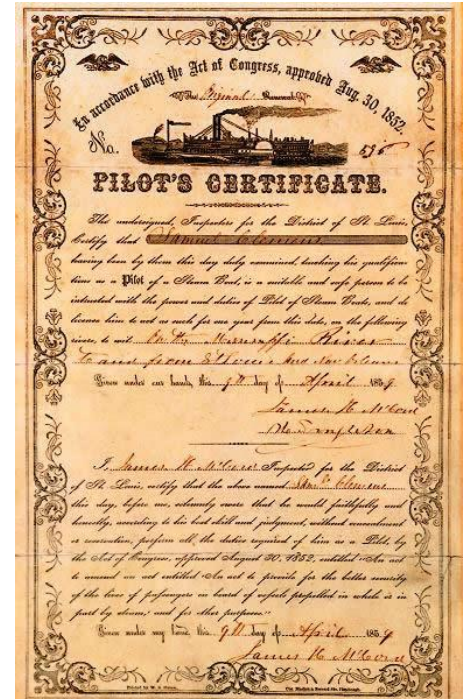 In accordance with the Act of Congress, approved Aug. 30, 1852.
The Original Renewal
No. 
PILOT'S CERTIFICATE.
The undersigned, Inspectors for the District of St Louis,
Certify that Samuel Clemens
having been by them this day duly examined, touching his qualifica-
tions as a Pilot of a Steam Boat, is a suitable and safe person to be
intrusted with the power and duties of Pilot of Steam Boats, and do
licence him to act as such for one year from this date, on the following
rivers, to wit On the Mississippi River
to and from St Louis and New Orleans
Given under our hands, this 9th day of April 1859
James H McCord
I, James H McCord Inspector for the District
of St. Louis, certify that the above named Clemens
this day, before me, solemnly swore that he would faithfully and
honestly, according to his best skill and judgment, without concealment
or reservation, perform all the duties required of him as a Pilot, by
the Act of Congress, approved August 30, 1852, entitled "An act
to amend an act entitled An act to provide for the better security
of the lives of passengers on board of vessels propelled in whole or in
part by steam, and for other purposes."
Given under my hand, this 9th day of April 1859
James H McCord